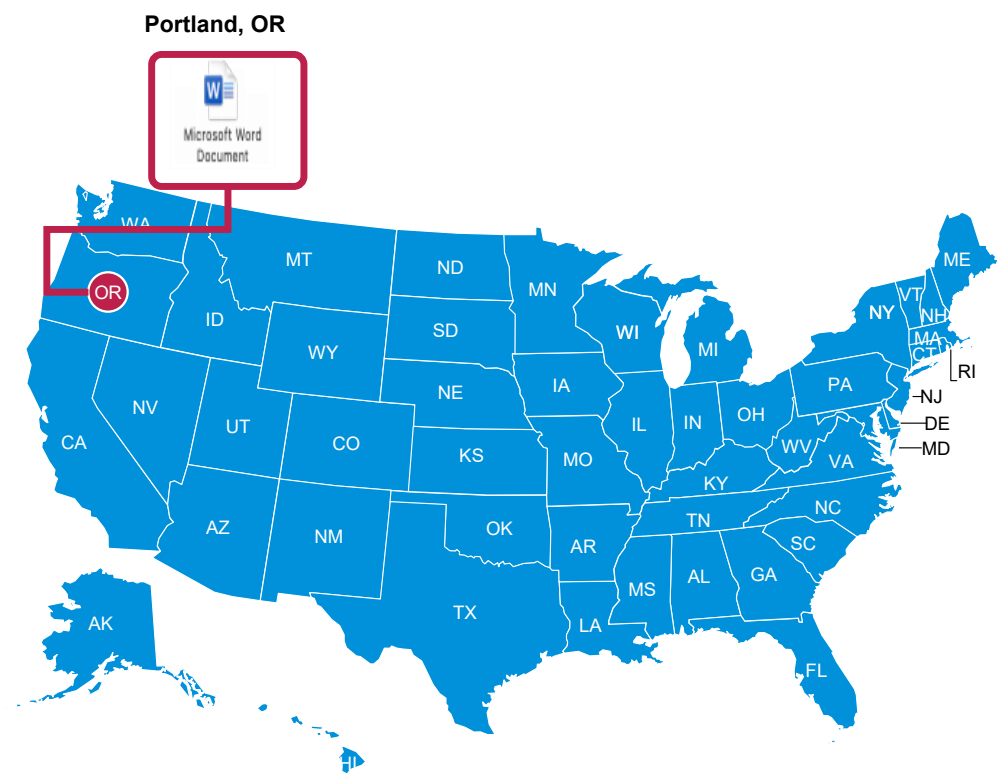 Portland, OR
W
Microsoft Word
Document
WA
MT
ND
MN
ME
VT
NH
NY
OR
ID
SD
WI
MI
MA
CT
RI
WY
NE
IA
PA
NJ
NV
UT
CO
KS
IL
IN
OH
DE
MD
CA
MO
WV
VA
KY
AZ
NM
OK
AR
TN
NC
SC
TX
MS
AL
GA
LA
AK
FL
HI